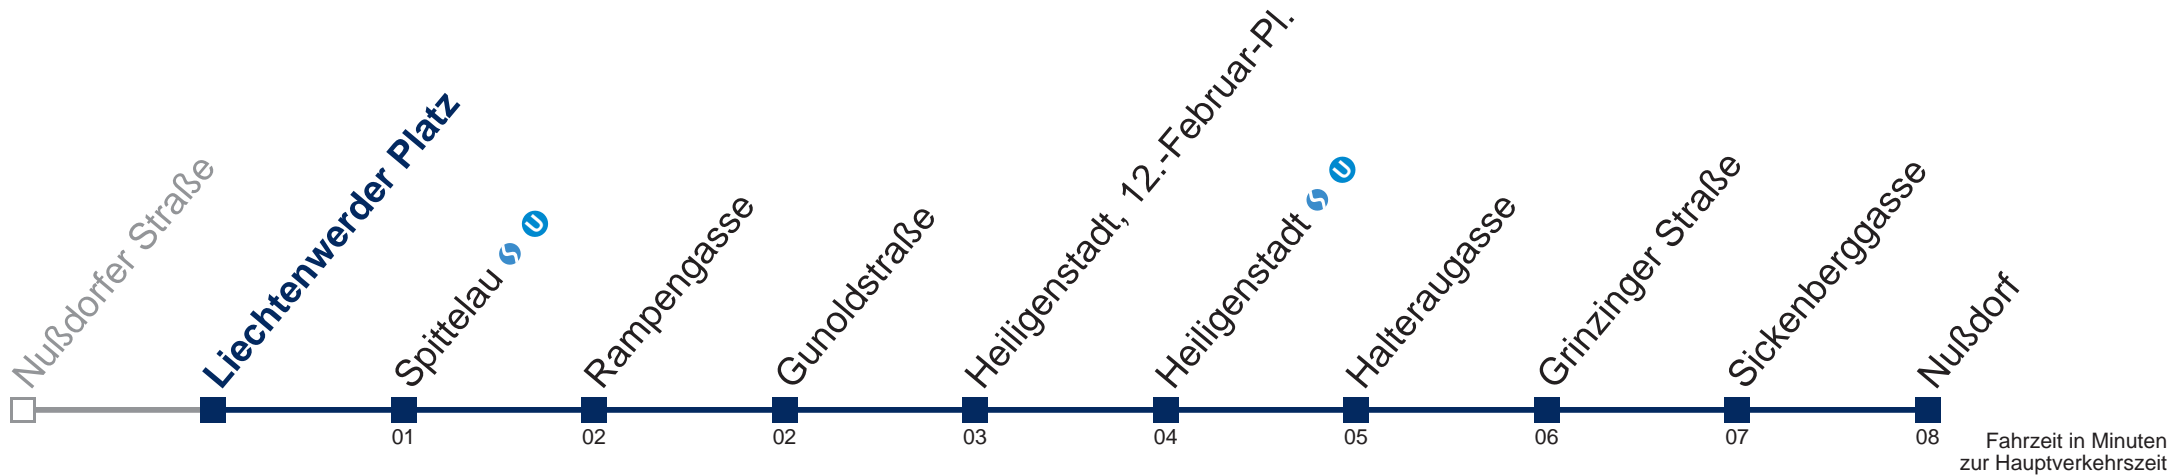 Nußdorfer Straße
Liechtenwerder Platz
Spittelau S U
Rampengasse
Gunoldstraße
Heiligenstadt, 12.-Februar-Pl.
Heiligenstadt S U
Halteraugasse
Grinzinger Straße
Sickenberggasse
Nußdorf
01 02 02 03 04 05 06 07 08
Fahrzeit in Minuten
zur Hauptverkehrszeit